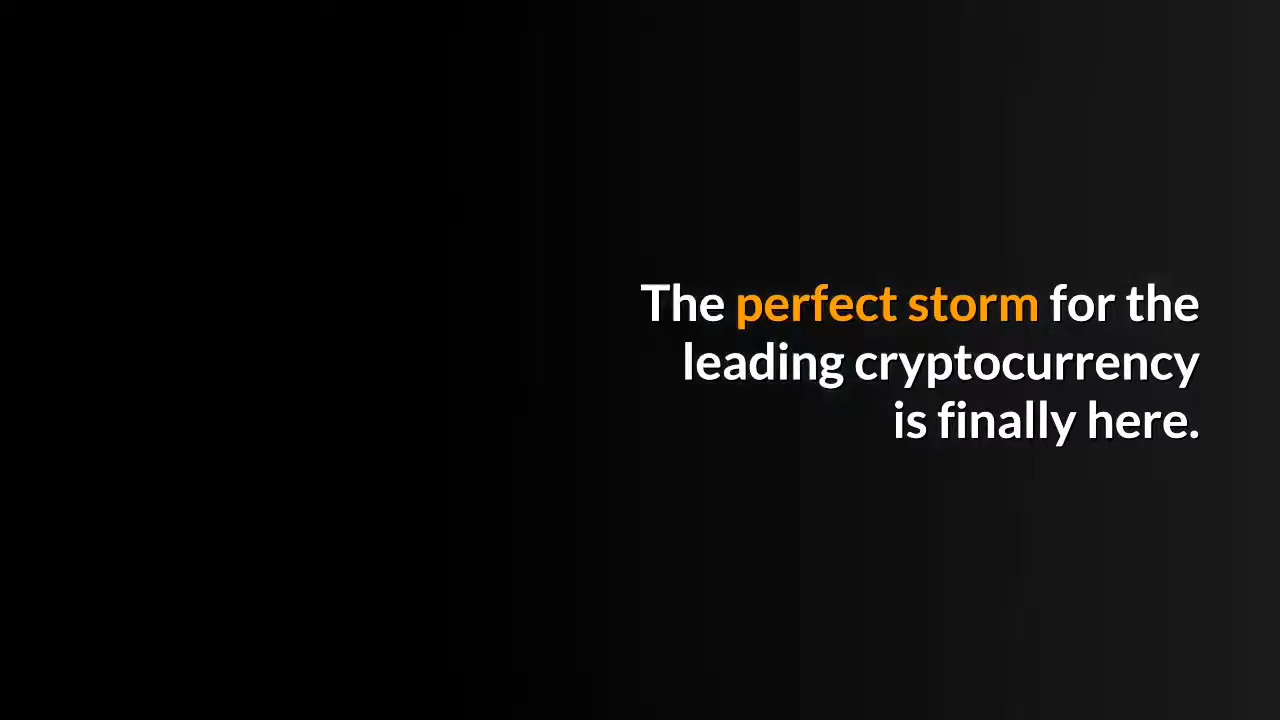 The perfect storm for the
leading cryptocurrency
is finally here.